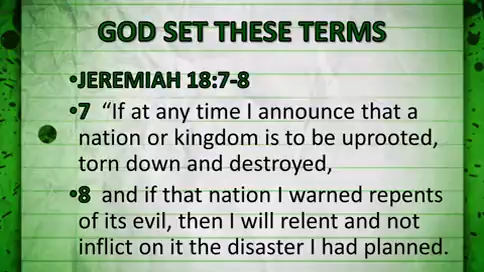 GOD SET THESE TERMS
•JEREMIAH 18:7-8
•7  “If at any time I announce that a
nation or kingdom is to be uprooted,
torn down and destroyed,
•8  and if that nation I warned repents
of its evil, then I will relent and not
inflict on it the disaster I had planned.